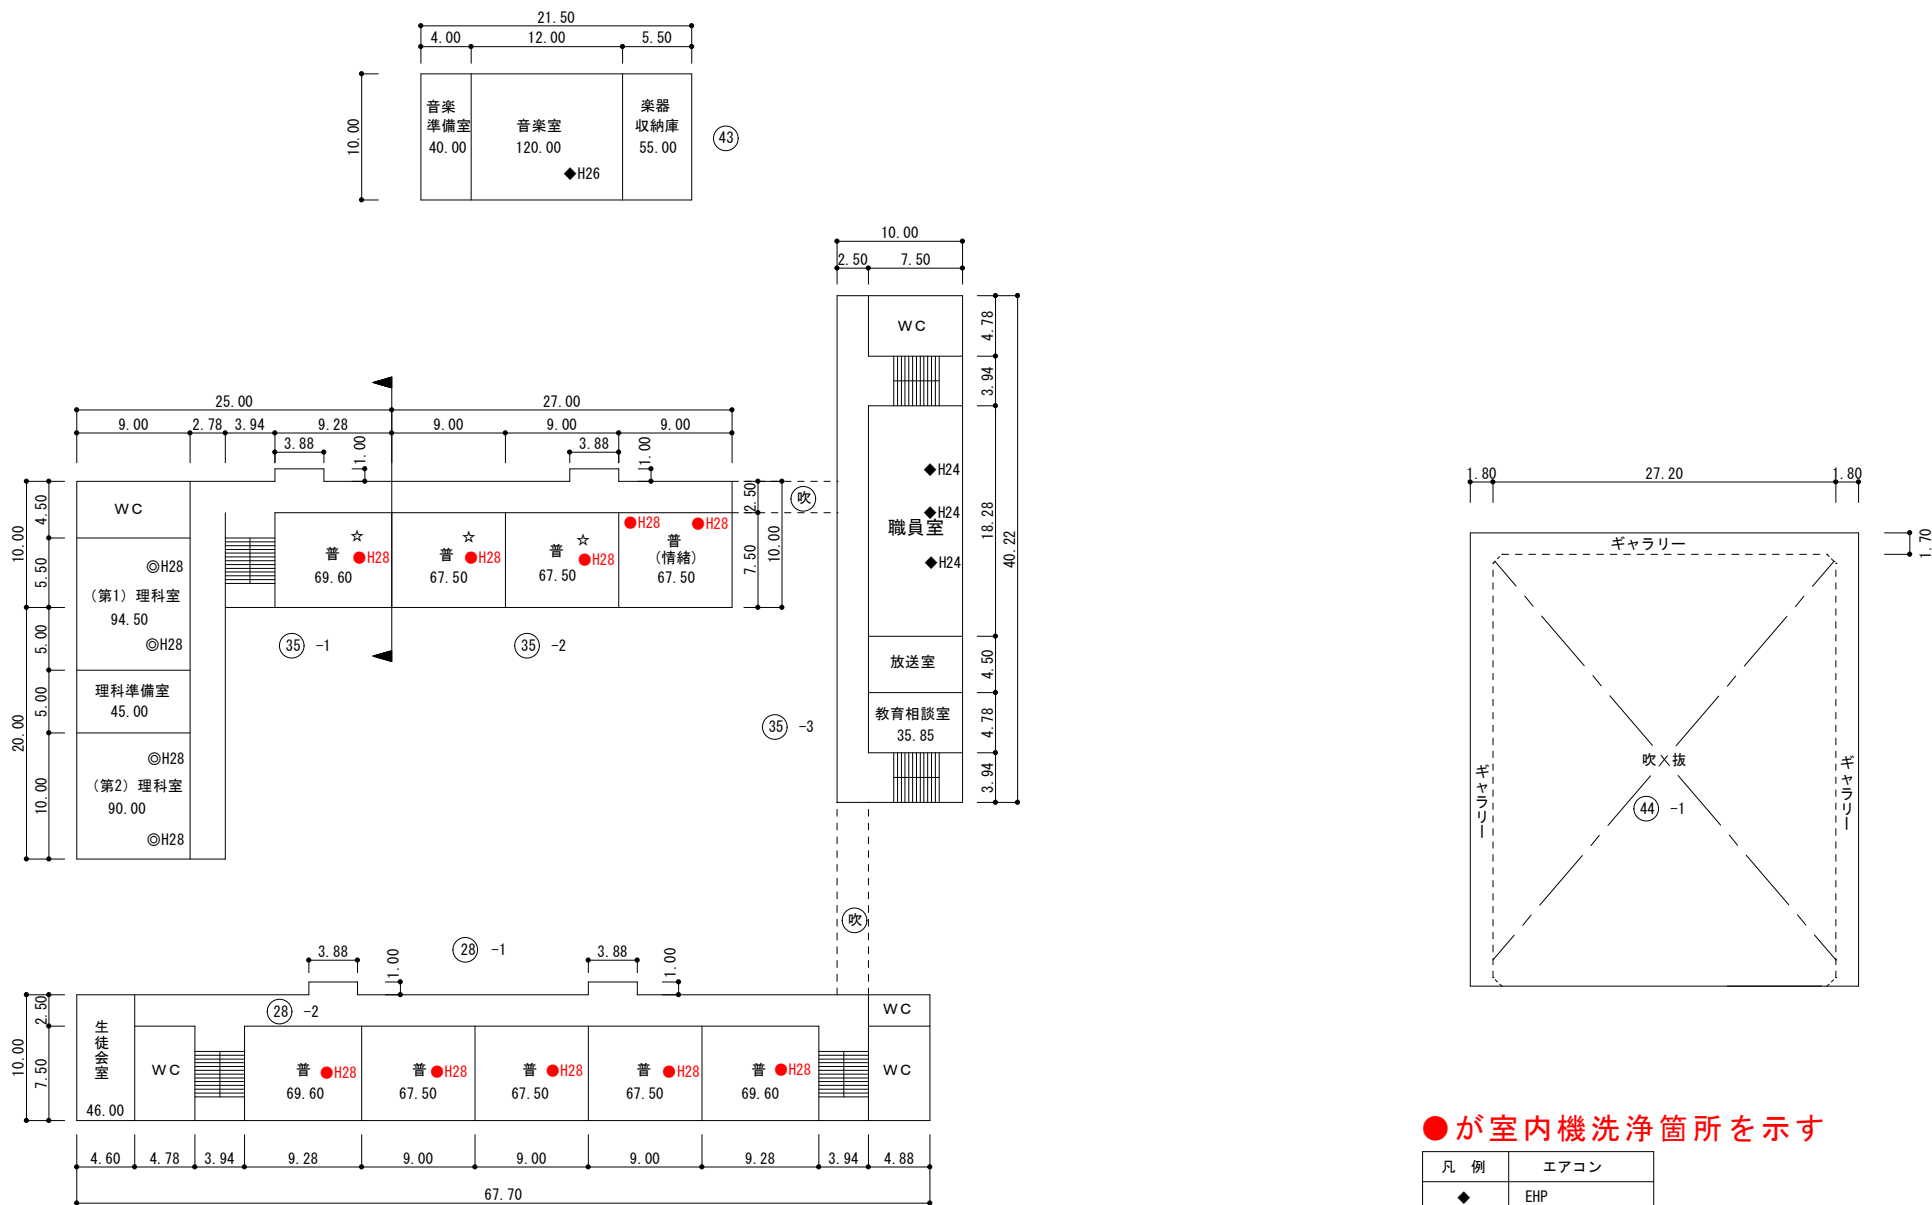 21.50
4.00 12.00 5.50
10.00
音楽
準備室
40.00
音楽室
120.00
◆H26
楽器
収納庫
55.00
43
10.00
2.50 7.50
WC
4.78
3.94
◆H24
◆H24
職員室
◆H24
18.28
40.22
放送室
4.50
教育相談室
35.85
4.78
3.94
25.00 27.00
9.00 2.78 3.94 9.28 9.00 9.00 9.00
3.88 1.00 3.88 1.00
10.00
4.50
5.50
20.00
5.00
5.00
10.00
WC
◎H28
(第1) 理科室
94.50
◎H28
理科準備室
45.00
◎H28
(第2) 理科室
90.00
◎H28
☆
普 ●H28
69.60
☆
普 ●H28
67.50
☆
普 ●H28
67.50
●H28 ●H28
普
(情緒)
67.50
2.50
7.50
10.00
吹
35 -1
35 -2
35 -3
吹
1.80 27.20 1.80
1.70
ギャラリー
ギャラリー
ギャラリー
吹×抜
44 -1
28 -1
3.88 1.00 3.88 1.00
28 -2
10.00
2.50
7.50
生徒会室
46.00
WC
普 ●H28
69.60
普 ●H28
67.50
普 ●H28
67.50
普 ●H28
67.50
普 ●H28
69.60
WC
WC
4.60 4.78 3.94 9.28 9.00 9.00 9.00 9.28 3.94 4.88
67.70
●が室内機洗浄箇所を示す
凡 例 エアコン
◆ EHP